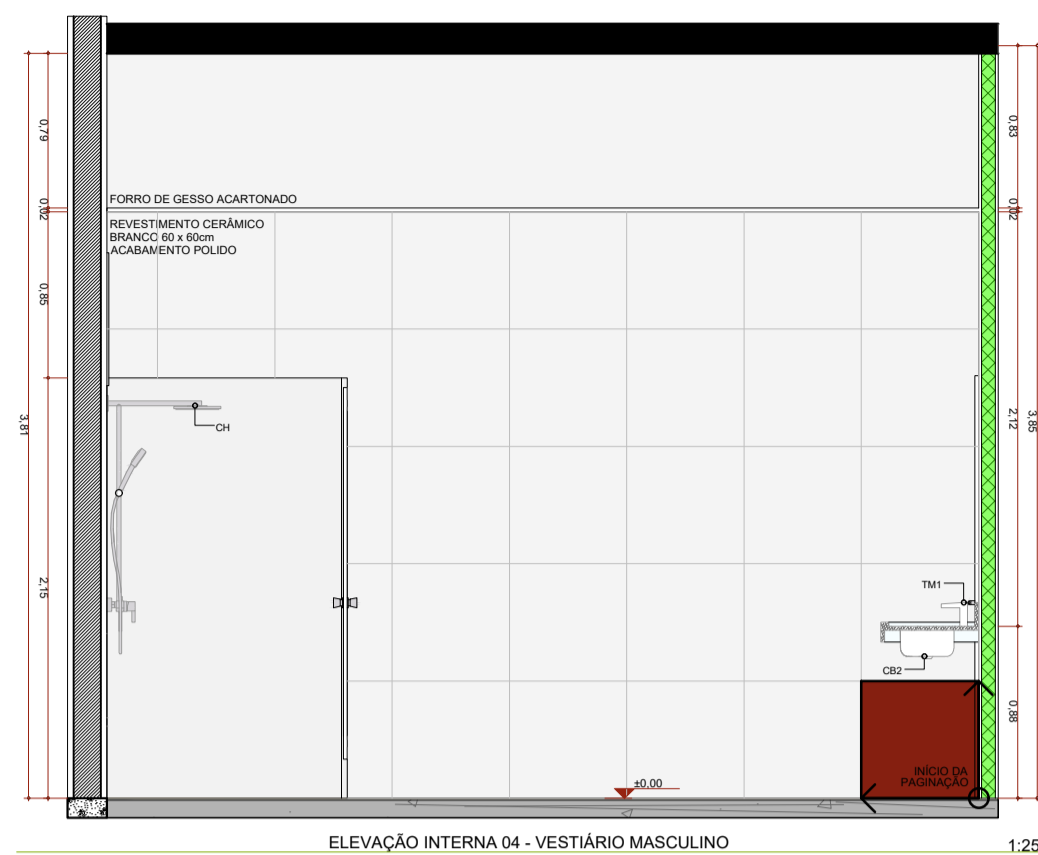 0,79
0,02
0,85
3,81
2,15
0,83
0,02
2,12
3,85
0,88
FORRO DE GESSO ACARTONADO
REVESTIMENTO CERÂMICO
BRANCO 60 x 60cm
ACABAMENTO POLIDO
CH
TM1
CB2
INÍCIO DA
PAGINAÇÃO
±0,00
ELEVAÇÃO INTERNA 04 - VESTIÁRIO MASCULINO
1:25